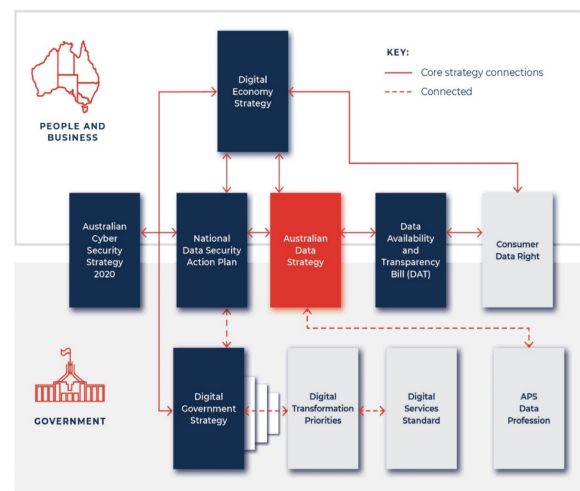 PEOPLE AND
BUSINESS
Digital
Economy
Strategy
KEY:
Core strategy connections
Connected
Australian
Cyber
Security
Strategy
2020
National
Data Security
Action Plan
Australian
Data
Strategy
Data
Availability
and
Transparency
Bill (DAT)
Consumer
Data Right
GOVERNMENT
Digital
Government
Strategy
Digital
Transformation
Priorities
Digital
Services
Standard
APS
Data
Profession